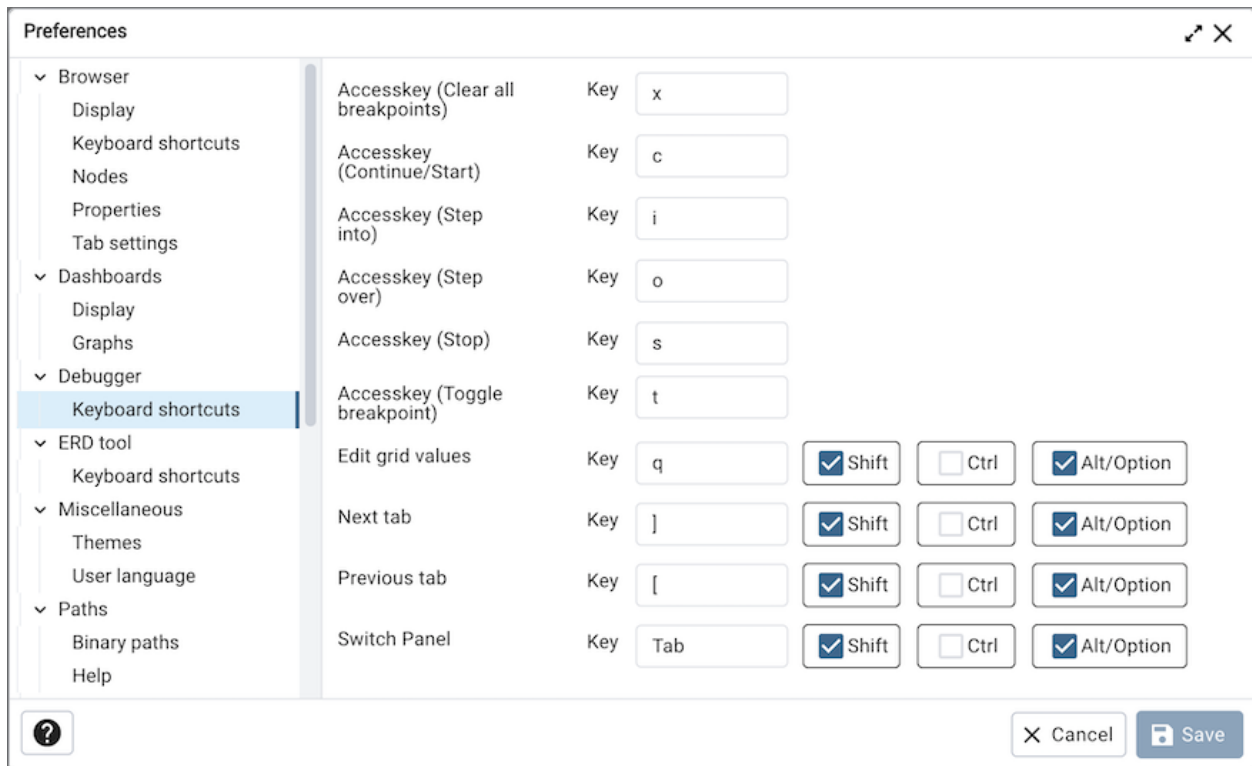 Preferences
Browser
Display
Keyboard shortcuts
Nodes
Properties
Tab settings
Dashboards
Display
Graphs
Debugger
Keyboard shortcuts
ERD tool
Keyboard shortcuts
Miscellaneous
Themes
User language
Paths
Binary paths
Help
Accesskey (Clear all
breakpoints)
Key x
Accesskey
(Continue/Start)
Key c
Accesskey (Step
into)
Key i
Accesskey (Step
over)
Key o
Accesskey (Stop) Key s
Accesskey (Toggle
breakpoint)
Key t
Edit grid values Key q Shift Ctrl Alt/Option
Next tab Key ] Shift Ctrl Alt/Option
Previous tab Key [ Shift Ctrl Alt/Option
Switch Panel Key Tab Shift Ctrl Alt/Option
? Cancel Save